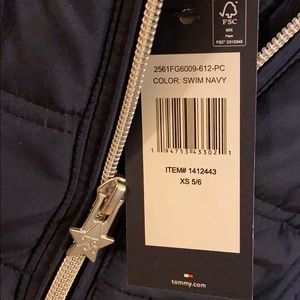 FSC
MIX
Paper
2561FG6009-612-PC
COLOR: SWIM NAVY
1 94753 43302 1
ITEM# 1412443
XS 5/6
tommy.com